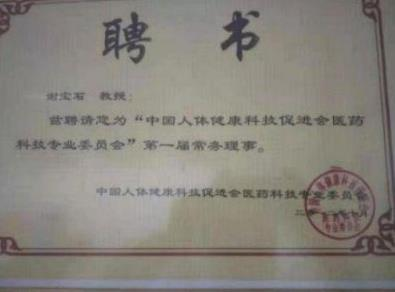 聘书
谢宝石 教授:
兹聘请您为“中国人体健康科技促进会医药
科技专业委员会”第一届常务理事。
中国人体健康科技促进会医药科技专业委员